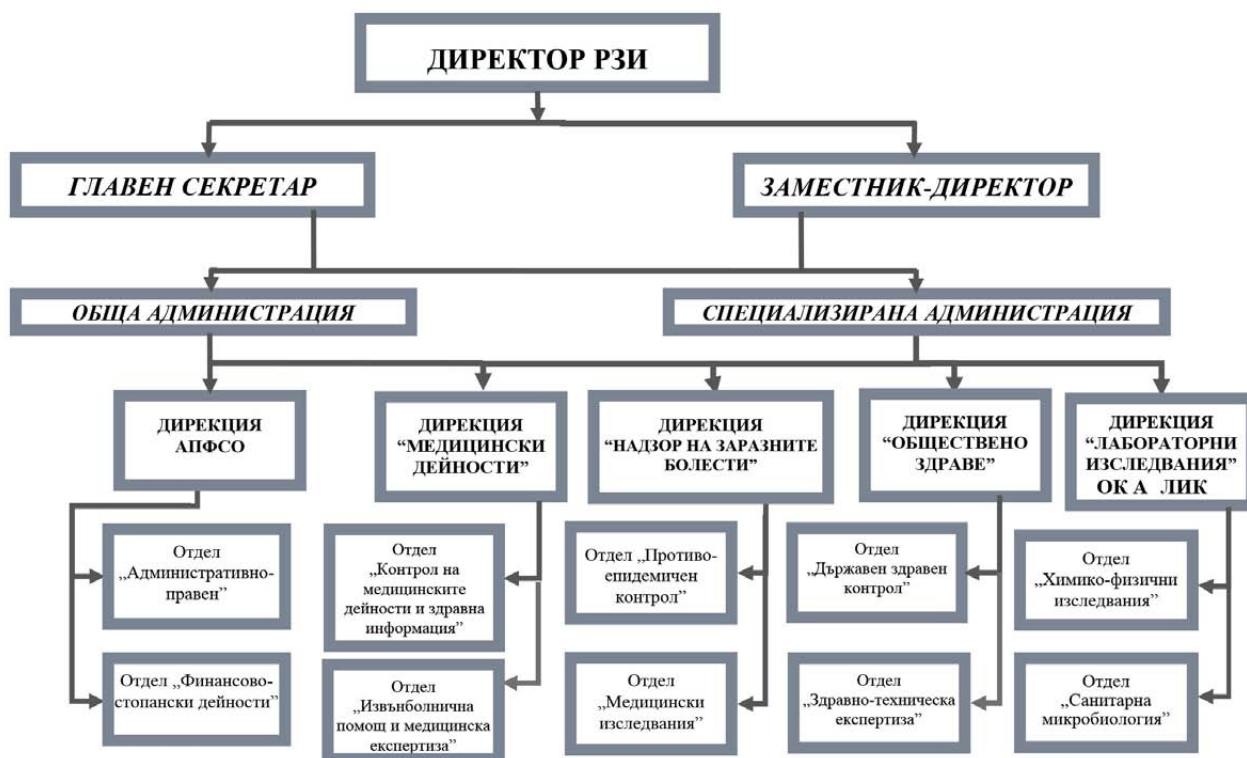 ДИРЕКТОР РЗИ
ГЛАВЕН СЕКРЕТАР
ЗАМЕСТНИК-ДИРЕКТОР
ОБЩА АДМИНИСТРАЦИЯ
СПЕЦИАЛИЗИРАНА АДМИНИСТРАЦИЯ
ДИРЕКЦИЯ
АПФСО
ДИРЕКЦИЯ
“МЕДИЦИНСКИ
ДЕЙНОСТИ”
ДИРЕКЦИЯ
“НАДЗОР НА ЗАРАЗНИТЕ
БОЛЕСТИ”
ДИРЕКЦИЯ
“ОБЩЕСТВЕНО
ЗДРАВЕ”
ДИРЕКЦИЯ
“ЛАБОРАТОРНИ
ИЗСЛЕДВАНИЯ”
ОК А ЛИК
Отдел
„Административно-
правен”
Отдел
„Контрол на
медицинските
дейности и здравна
информация”
Отдел „Противо-
епидемичен
контрол”
Отдел
„Държавен здравен
контрол”
Отдел
„Химико-физични
изследвания”
Отдел „Финансово-
стопански дейности”
Отдел
„Извънболнична
помощ и медицинска
експертиза”
Отдел
„Медицински
изследвания”
Отдел
„Здравно-техническа
експертиза”
Отдел
„Санитарна
микробиология”